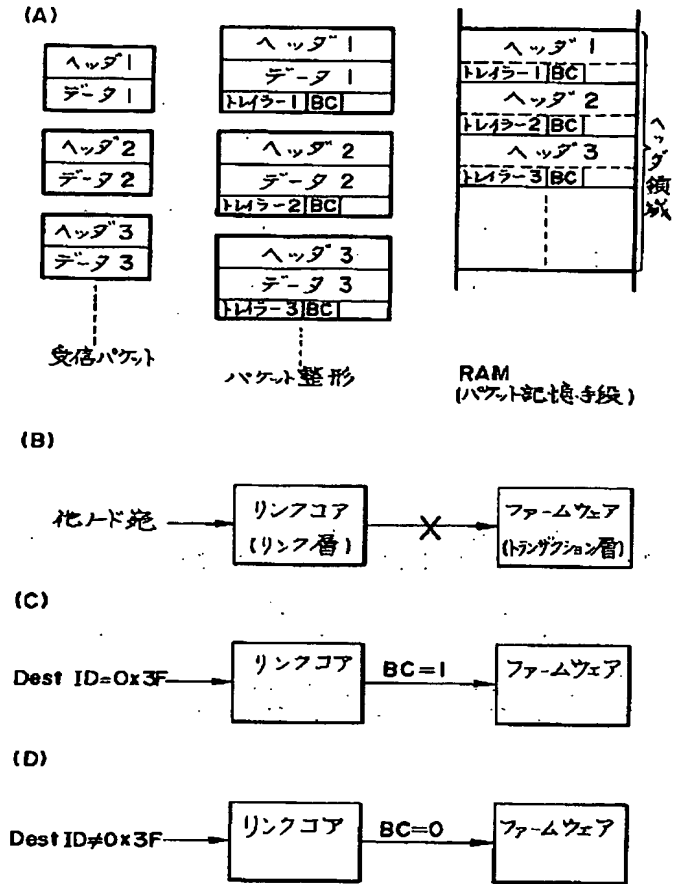 (A)
ヘッダ1
データ1
ヘッダ2
データ2
ヘッダ3
データ3
受信パケット
ヘッダ1
データ1
トレイラー1 BC
ヘッダ2
データ2
トレイラー2 BC
ヘッダ3
データ3
トレイラー3 BC
パケット整形
ヘッダ1
トレイラー1 BC
ヘッダ2
トレイラー2 BC
ヘッダ3
トレイラー3 BC
ヘッダ領域
RAM
(パケット記憶手段)
(B)
他ノード宛
リンクコア
(リンク層)
ファームウェア
(トランザクション層)
(C)
Dest ID=0x3F
リンクコア
BC=1
ファームウェア
(D)
Dest ID≠0x3F
リンクコア
BC=0
ファームウェア